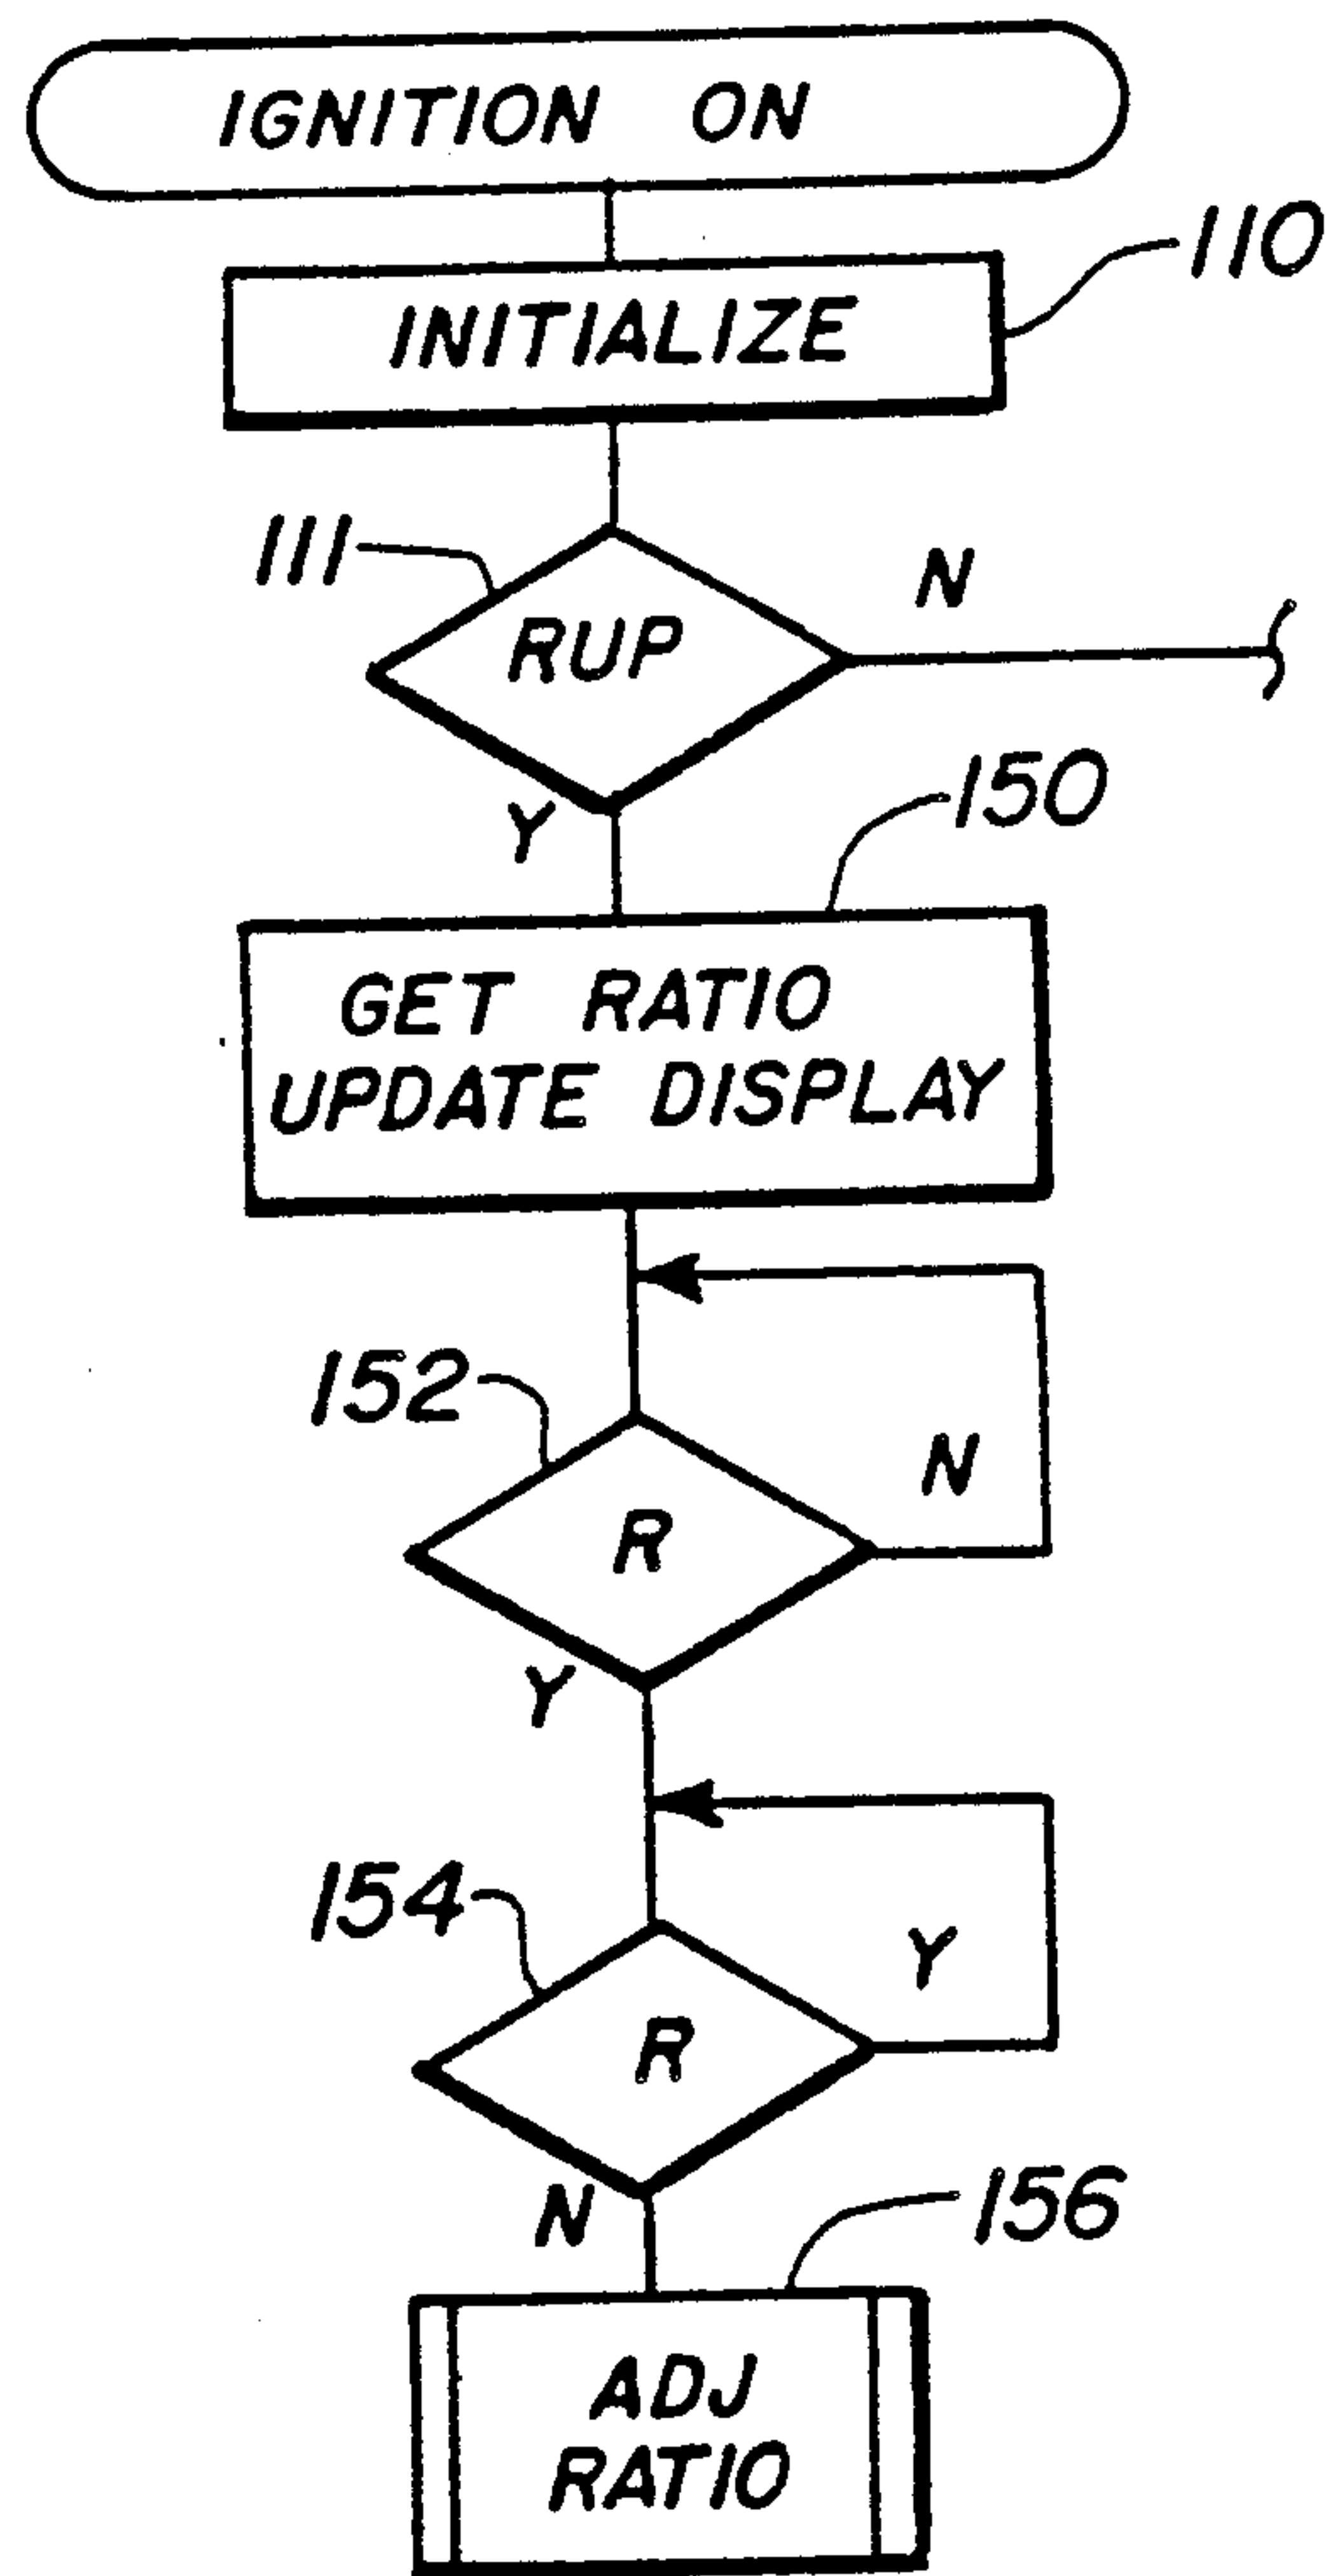 IGNITION ON
INITIALIZE
110
111
RUP
N
Y
150
GET RATIO
UPDATE DISPLAY
152
R
N
Y
154
R
Y
N
156
ADJ
RATIO